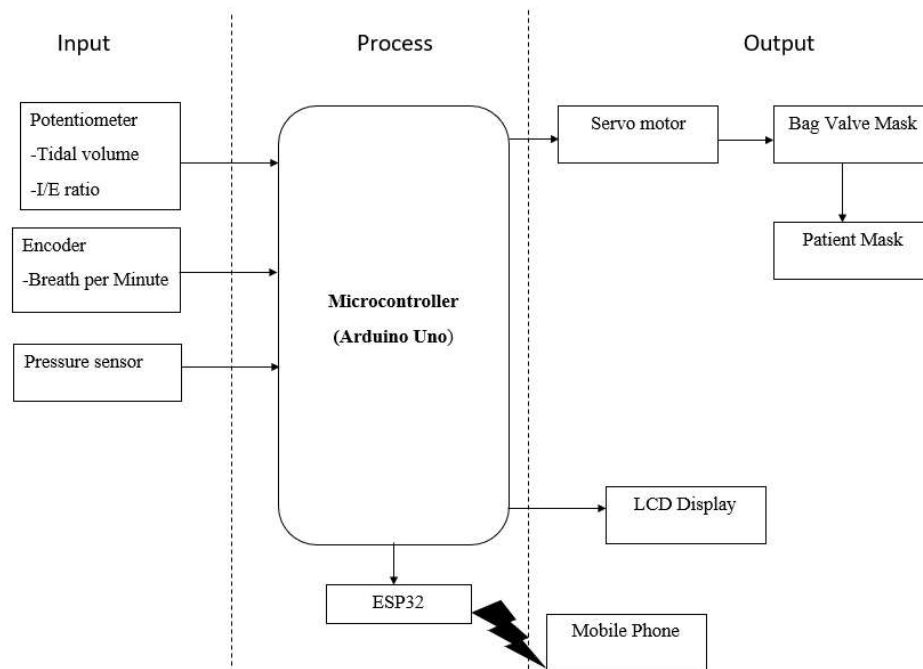 Input
Process
Output
Potentiometer
-Tidal volume
-I/E ratio
Encoder
-Breath per Minute
Pressure sensor
Microcontroller
(Arduino Uno)
Servo motor
Bag Valve Mask
Patient Mask
LCD Display
ESP32
Mobile Phone